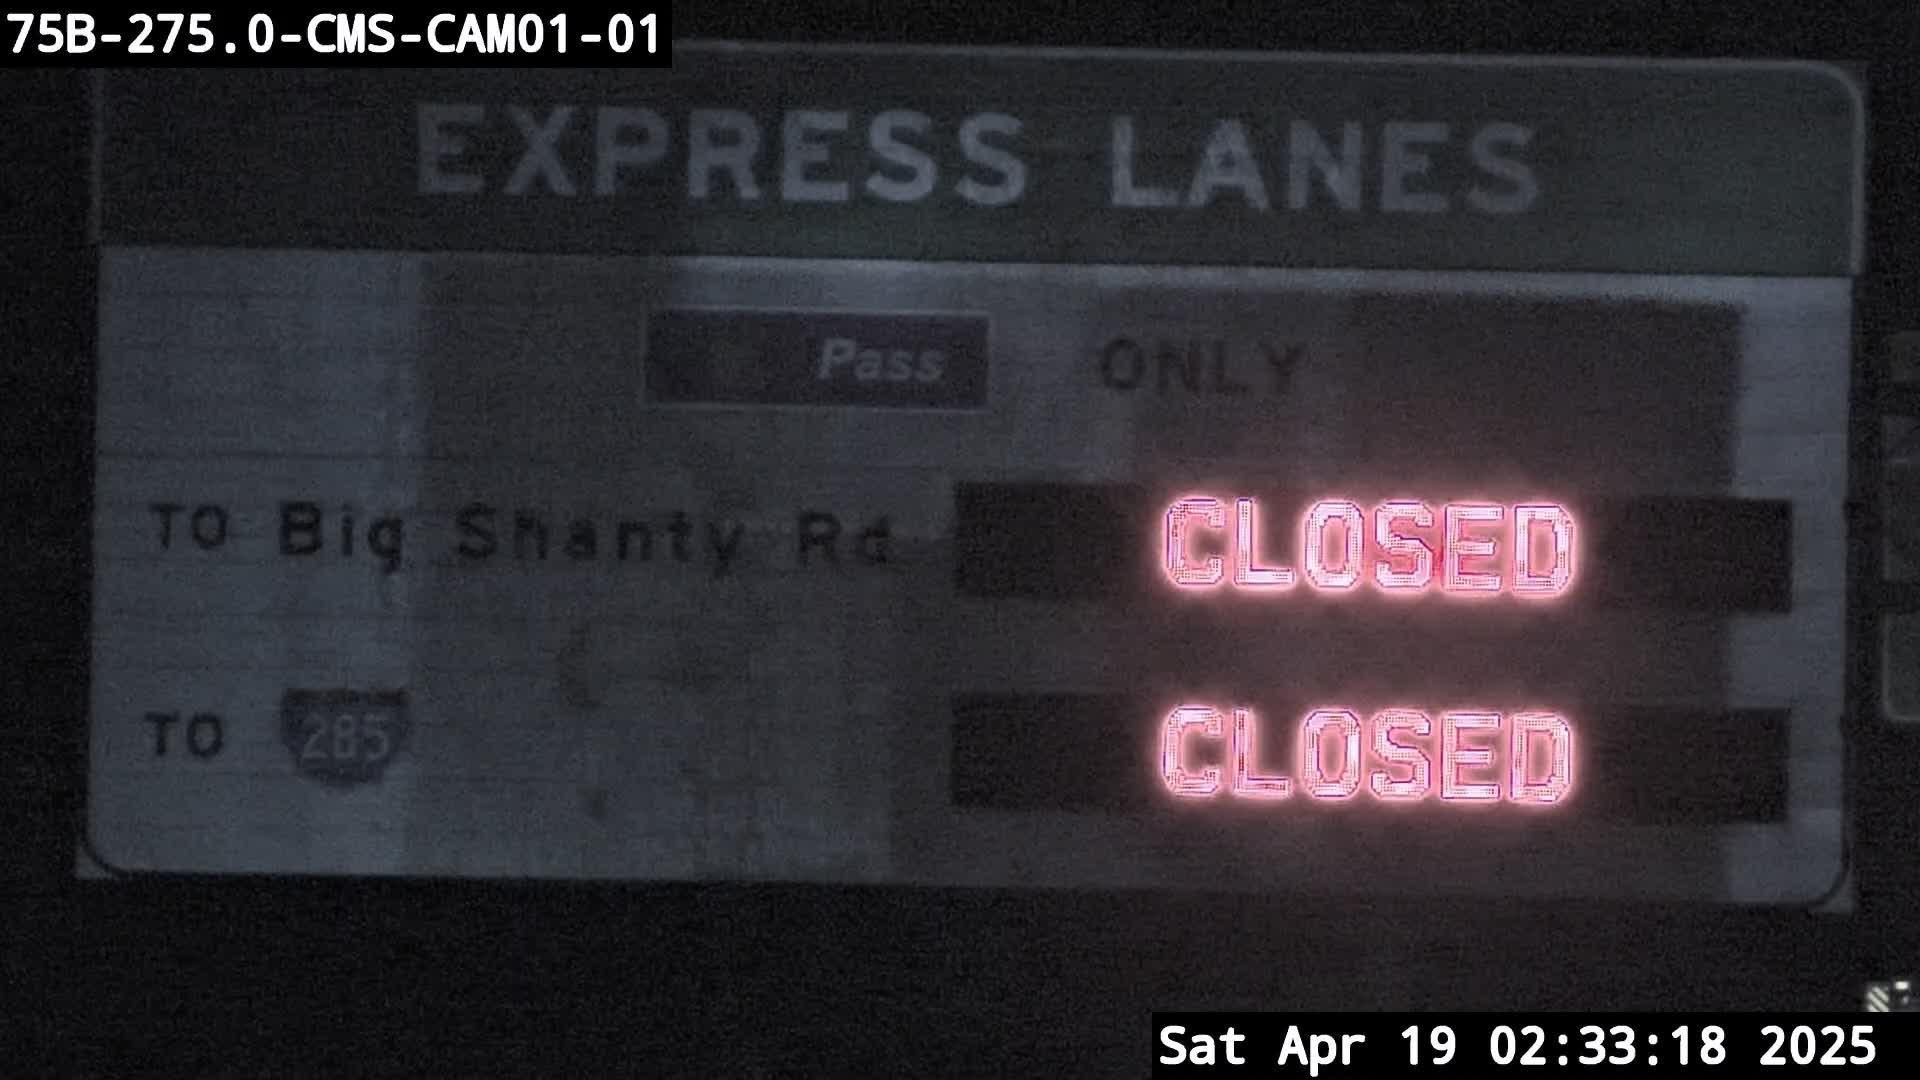 75B-275.0-CMS-CAM01-01
EXPRESS LANES
Pass ONLY
TO Big Shanty Rd CLOSED
TO 285 CLOSED
Sat Apr 19 02:33:18 2025